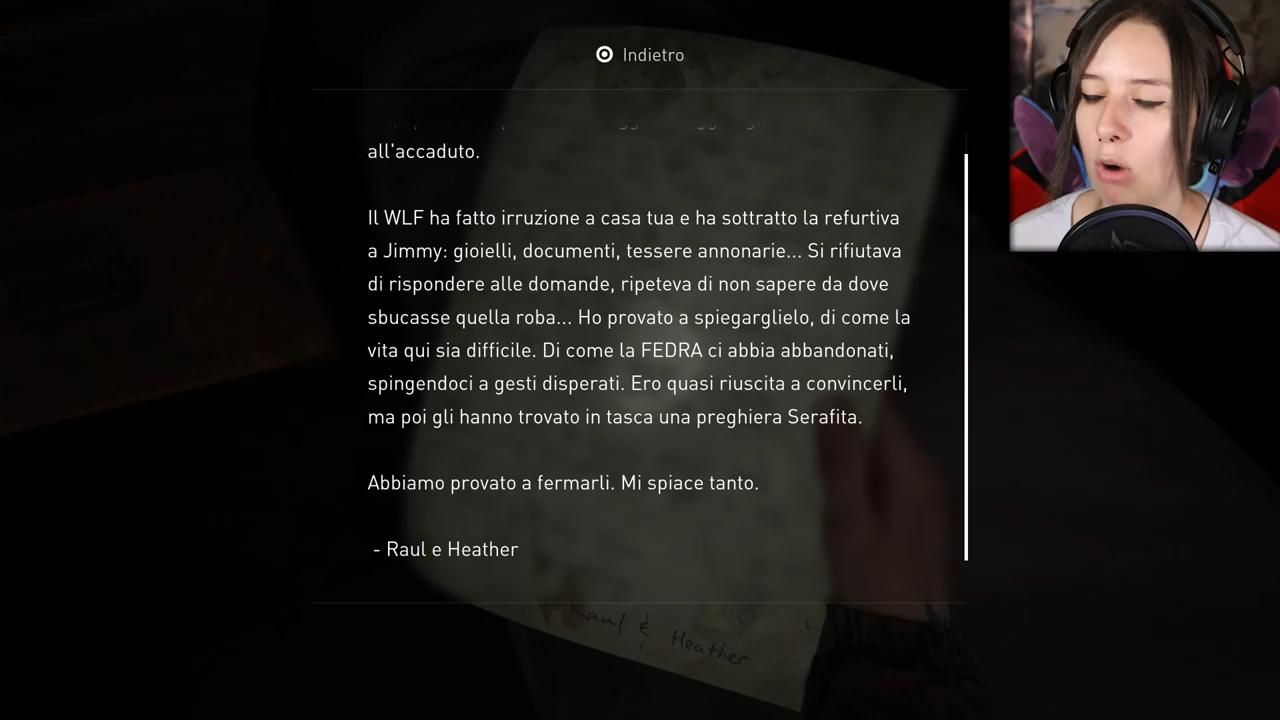 Indietro
all'accaduto.
Il WLF ha fatto irruzione a casa tua e ha sottratto la refurtiva
a Jimmy: gioielli, documenti, tessere annonarie... Si rifiutava
di rispondere alle domande, ripeteva di non sapere da dove
sbucasse quella roba... Ho provato a spiegarglielo, di come la
vita qui sia difficile. Di come la FEDRA ci abbia abbandonati,
spingendoci a gesti disperati. Ero quasi riuscita a convincerli,
ma poi gli hanno trovato in tasca una preghiera Serafita.
Abbiamo provato a fermarli. Mi spiace tanto.
- Raul e Heather
Raul & Heather